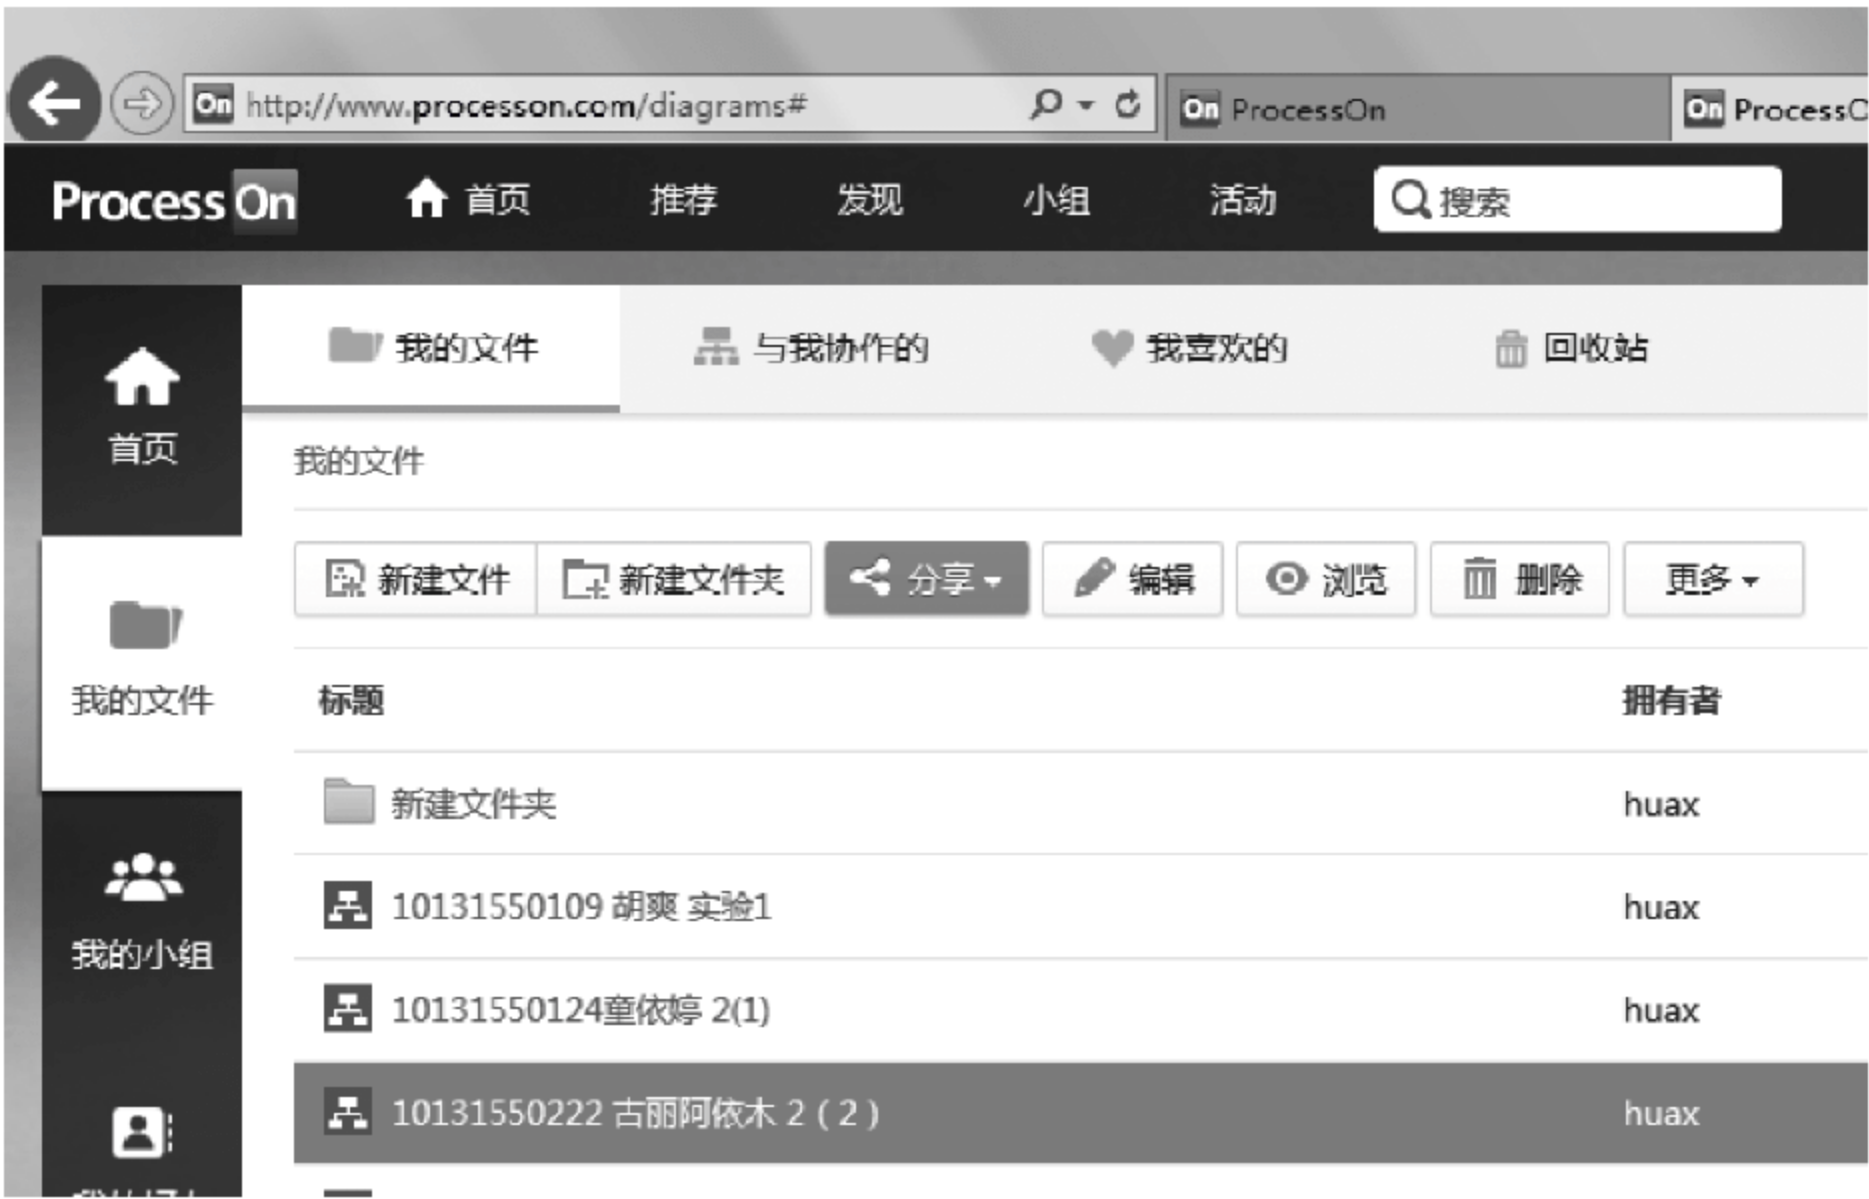 On http://www.processon.com/diagrams# On ProcessOn On ProcessO
Process On 首页 推荐 发现 小组 活动 搜索
我的文件 与我协作的 我喜欢的 回收站
首页
我的文件
新建文件 新建文件夹 分享 编辑 浏览 删除 更多
我的文件
标题 拥有者
新建文件夹 huax
10131550109 胡爽 实验1 huax
我的小组
10131550124童依婷 2(1) huax
10131550222 古丽阿依木 2 ( 2 ) huax